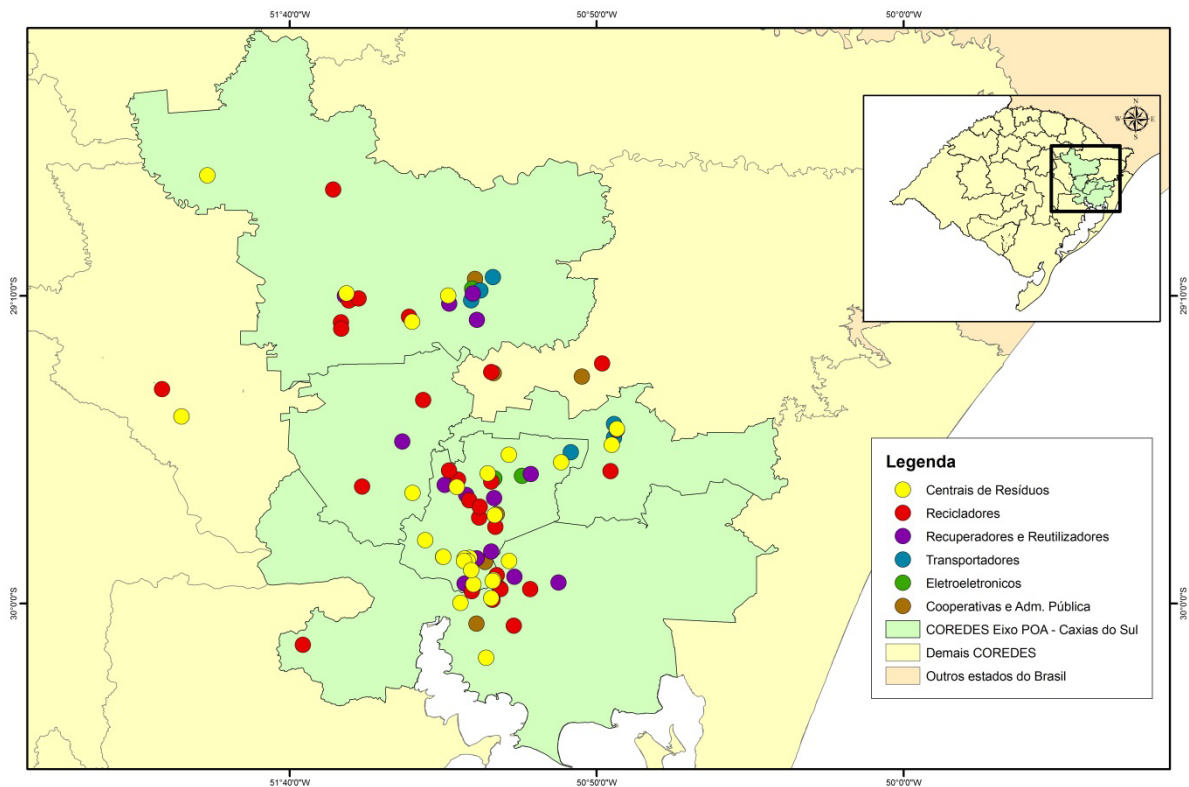 51°40'0"W 50°50'0"W 50°0'0"W
N
W E
S
29°10'0"S 29°10'0"S
Legenda
Centrais de Resíduos
Recicladores
Recuperadores e Reutilizadores
Transportadores
Eletroeletronicos
Cooperativas e Adm. Pública
COREDES Eixo POA - Caxias do Sul
Demais COREDES
Outros estados do Brasil
30°0'0"S 30°0'0"S
51°40'0"W 50°50'0"W 50°0'0"W